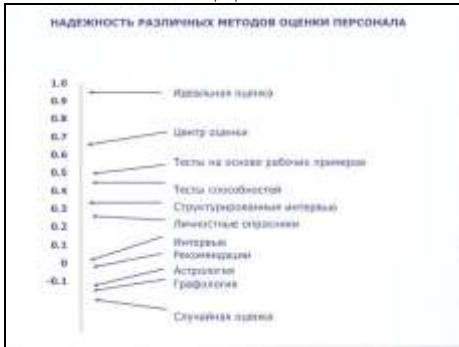 НАДЕЖНОСТЬ РАЗЛИЧНЫХ МЕТОДОВ ОЦЕНКИ ПЕРСОНАЛА
1.0
0.9
0.8
0.7
0.6
0.5
0.4
0.3
0.2
0.1
0
-0.1
Идеальная оценка
Центр оценки
Тесты на основе рабочих примеров
Тесты способностей
Структурированные интервью
Личностные опросники
Интервью
Рекомендации
Астрология
Графология
Случайная оценка